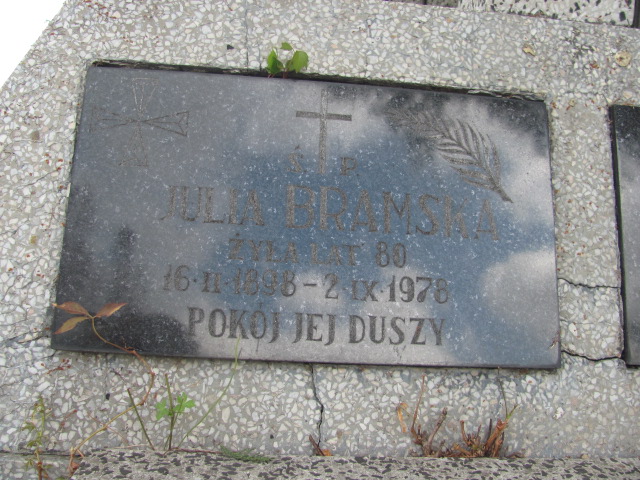 Ś P
JULIA BRAMSKA
ŻYŁA LAT 80
16·II·1898–2·IX·1978
POKÓJ JEJ DUSZY